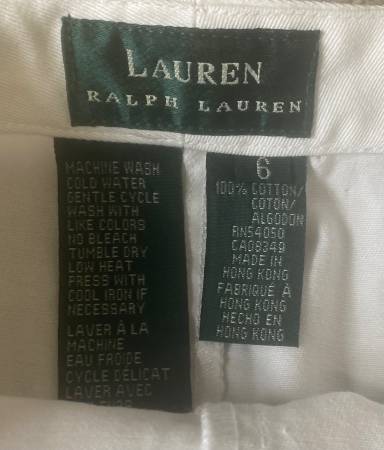 LAUREN
RALPH LAUREN
MACHINE WASH
COLD WATER
GENTLE CYCLE
WASH WITH
LIKE COLORS
NO BLEACH
TUMBLE DRY
LOW HEAT
PRESS WITH
COOL IRON IF
NECESSARY
LAVER À LA
MACHINE
EAU FROIDE
CYCLE DÉLICAT
LAVER AVEC
6
100% COTTON/
COTON/
ALGODON
RN54050
CA08349
MADE IN
HONG KONG
FABRIQUÉ À
HONG KONG
HECHO EN
HONG KONG